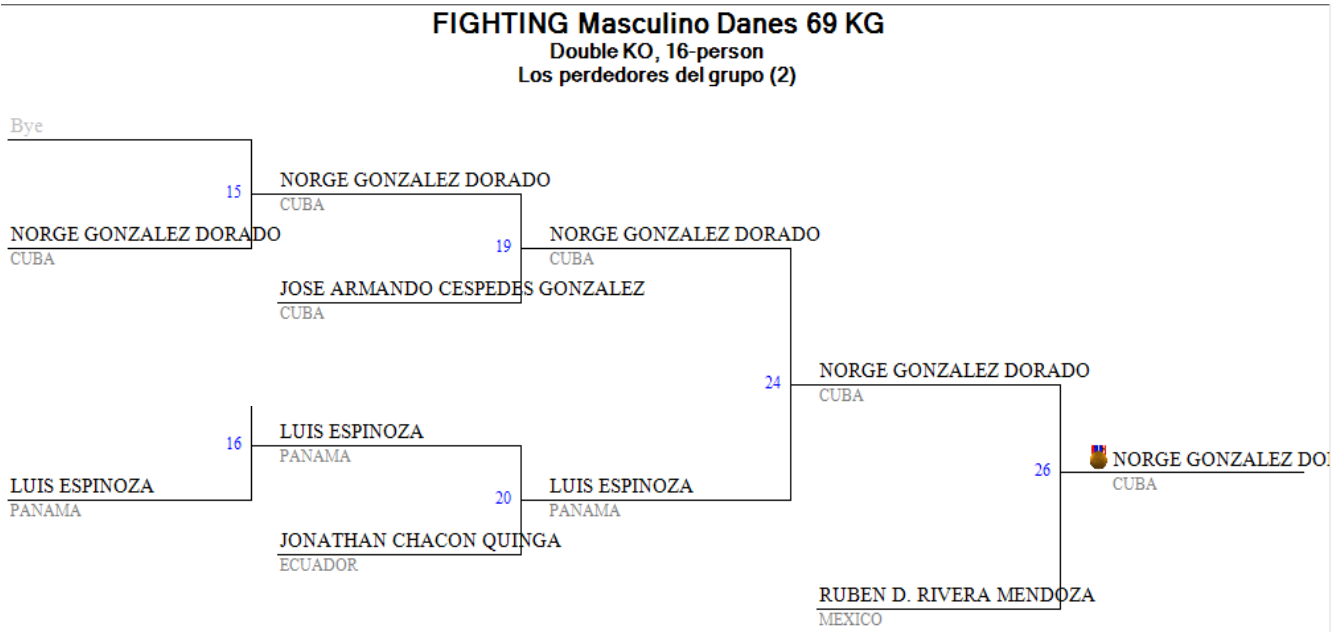 FIGHTING Masculino Danes 69 KG
Double KO, 16-person
Los perdedores del grupo (2)
Bye
NORGE GONZALEZ DORADO
15
CUBA
NORGE GONZALEZ DORADO
CUBA
NORGE GONZALEZ DORADO
19
CUBA
JOSE ARMANDO CESPEDES GONZALEZ
CUBA
NORGE GONZALEZ DORADO
24
CUBA
LUIS ESPINOZA
16
PANAMA
NORGE GONZALEZ DO
26
CUBA
LUIS ESPINOZA
PANAMA
LUIS ESPINOZA
20
PANAMA
JONATHAN CHACON QUINGA
ECUADOR
RUBEN D. RIVERA MENDOZA
MEXICO